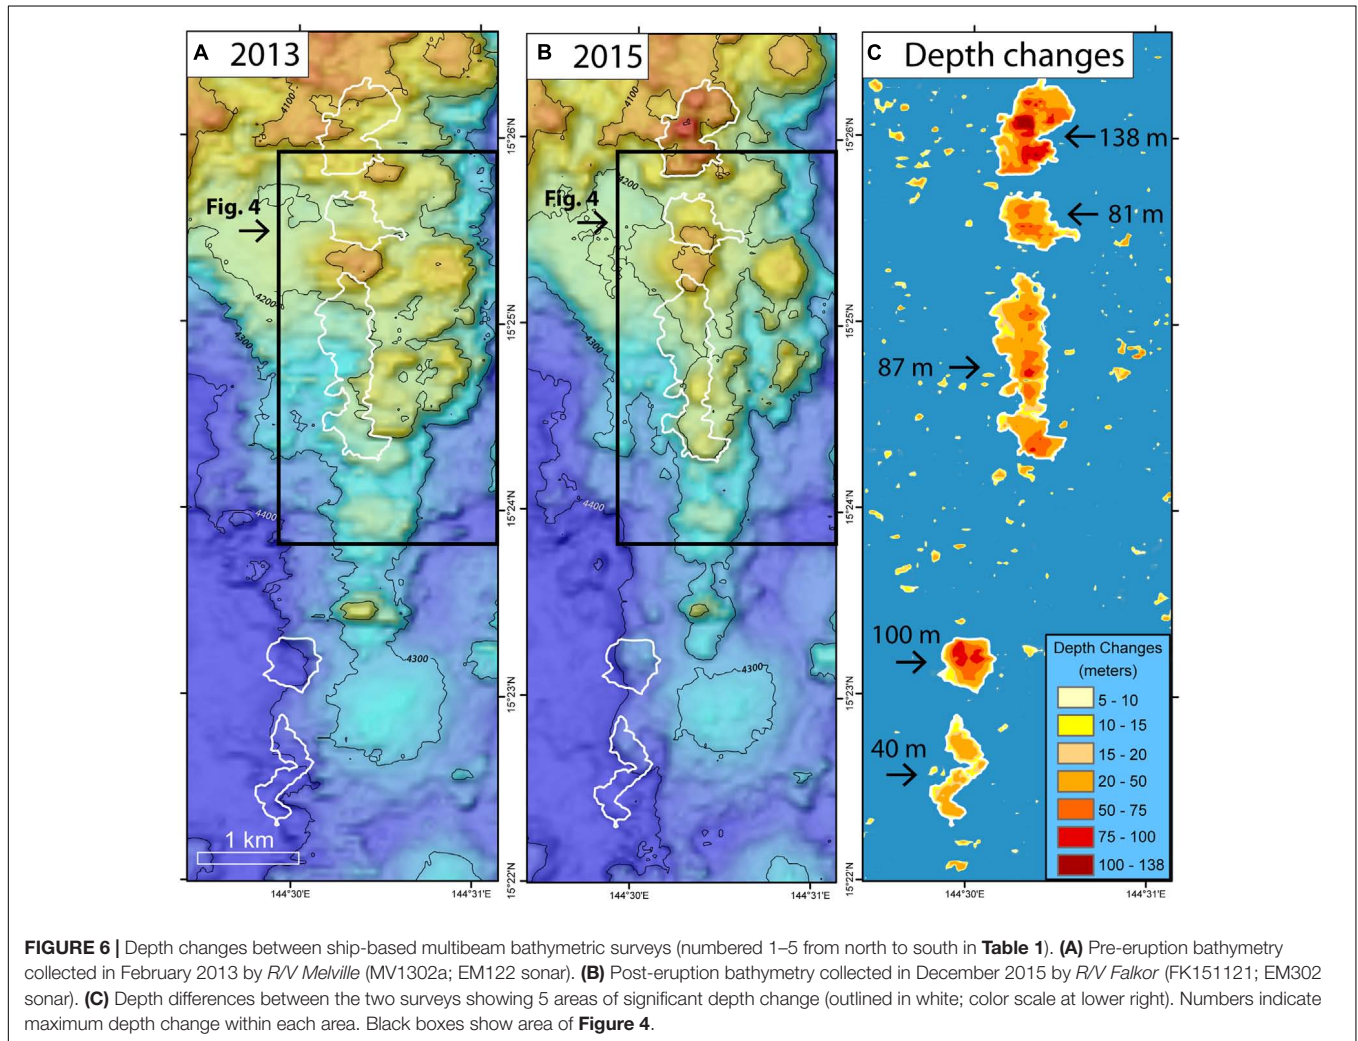 A 2013
B 2015
C Depth changes
4100
4100
4200
4200
4300
4300
4400
4400
4300
4300
Fig. 4
Fig. 4
138 m
81 m
87 m
100 m
40 m
Depth Changes
(meters)
5 - 10
10 - 15
15 - 20
20 - 50
50 - 75
75 - 100
100 - 138
1 km
15°26'N
15°25'N
15°24'N
15°23'N
15°22'N
15°26'N
15°25'N
15°24'N
15°23'N
15°22'N
144°30'E
144°31'E
144°30'E
144°31'E
144°30'E
144°31'E
FIGURE 6 | Depth changes between ship-based multibeam bathymetric surveys (numbered 1–5 from north to south in Table 1). (A) Pre-eruption bathymetry
collected in February 2013 by R/V Melville (MV1302a; EM122 sonar). (B) Post-eruption bathymetry collected in December 2015 by R/V Falkor (FK151121; EM302
sonar). (C) Depth differences between the two surveys showing 5 areas of significant depth change (outlined in white; color scale at lower right). Numbers indicate
maximum depth change within each area. Black boxes show area of Figure 4.